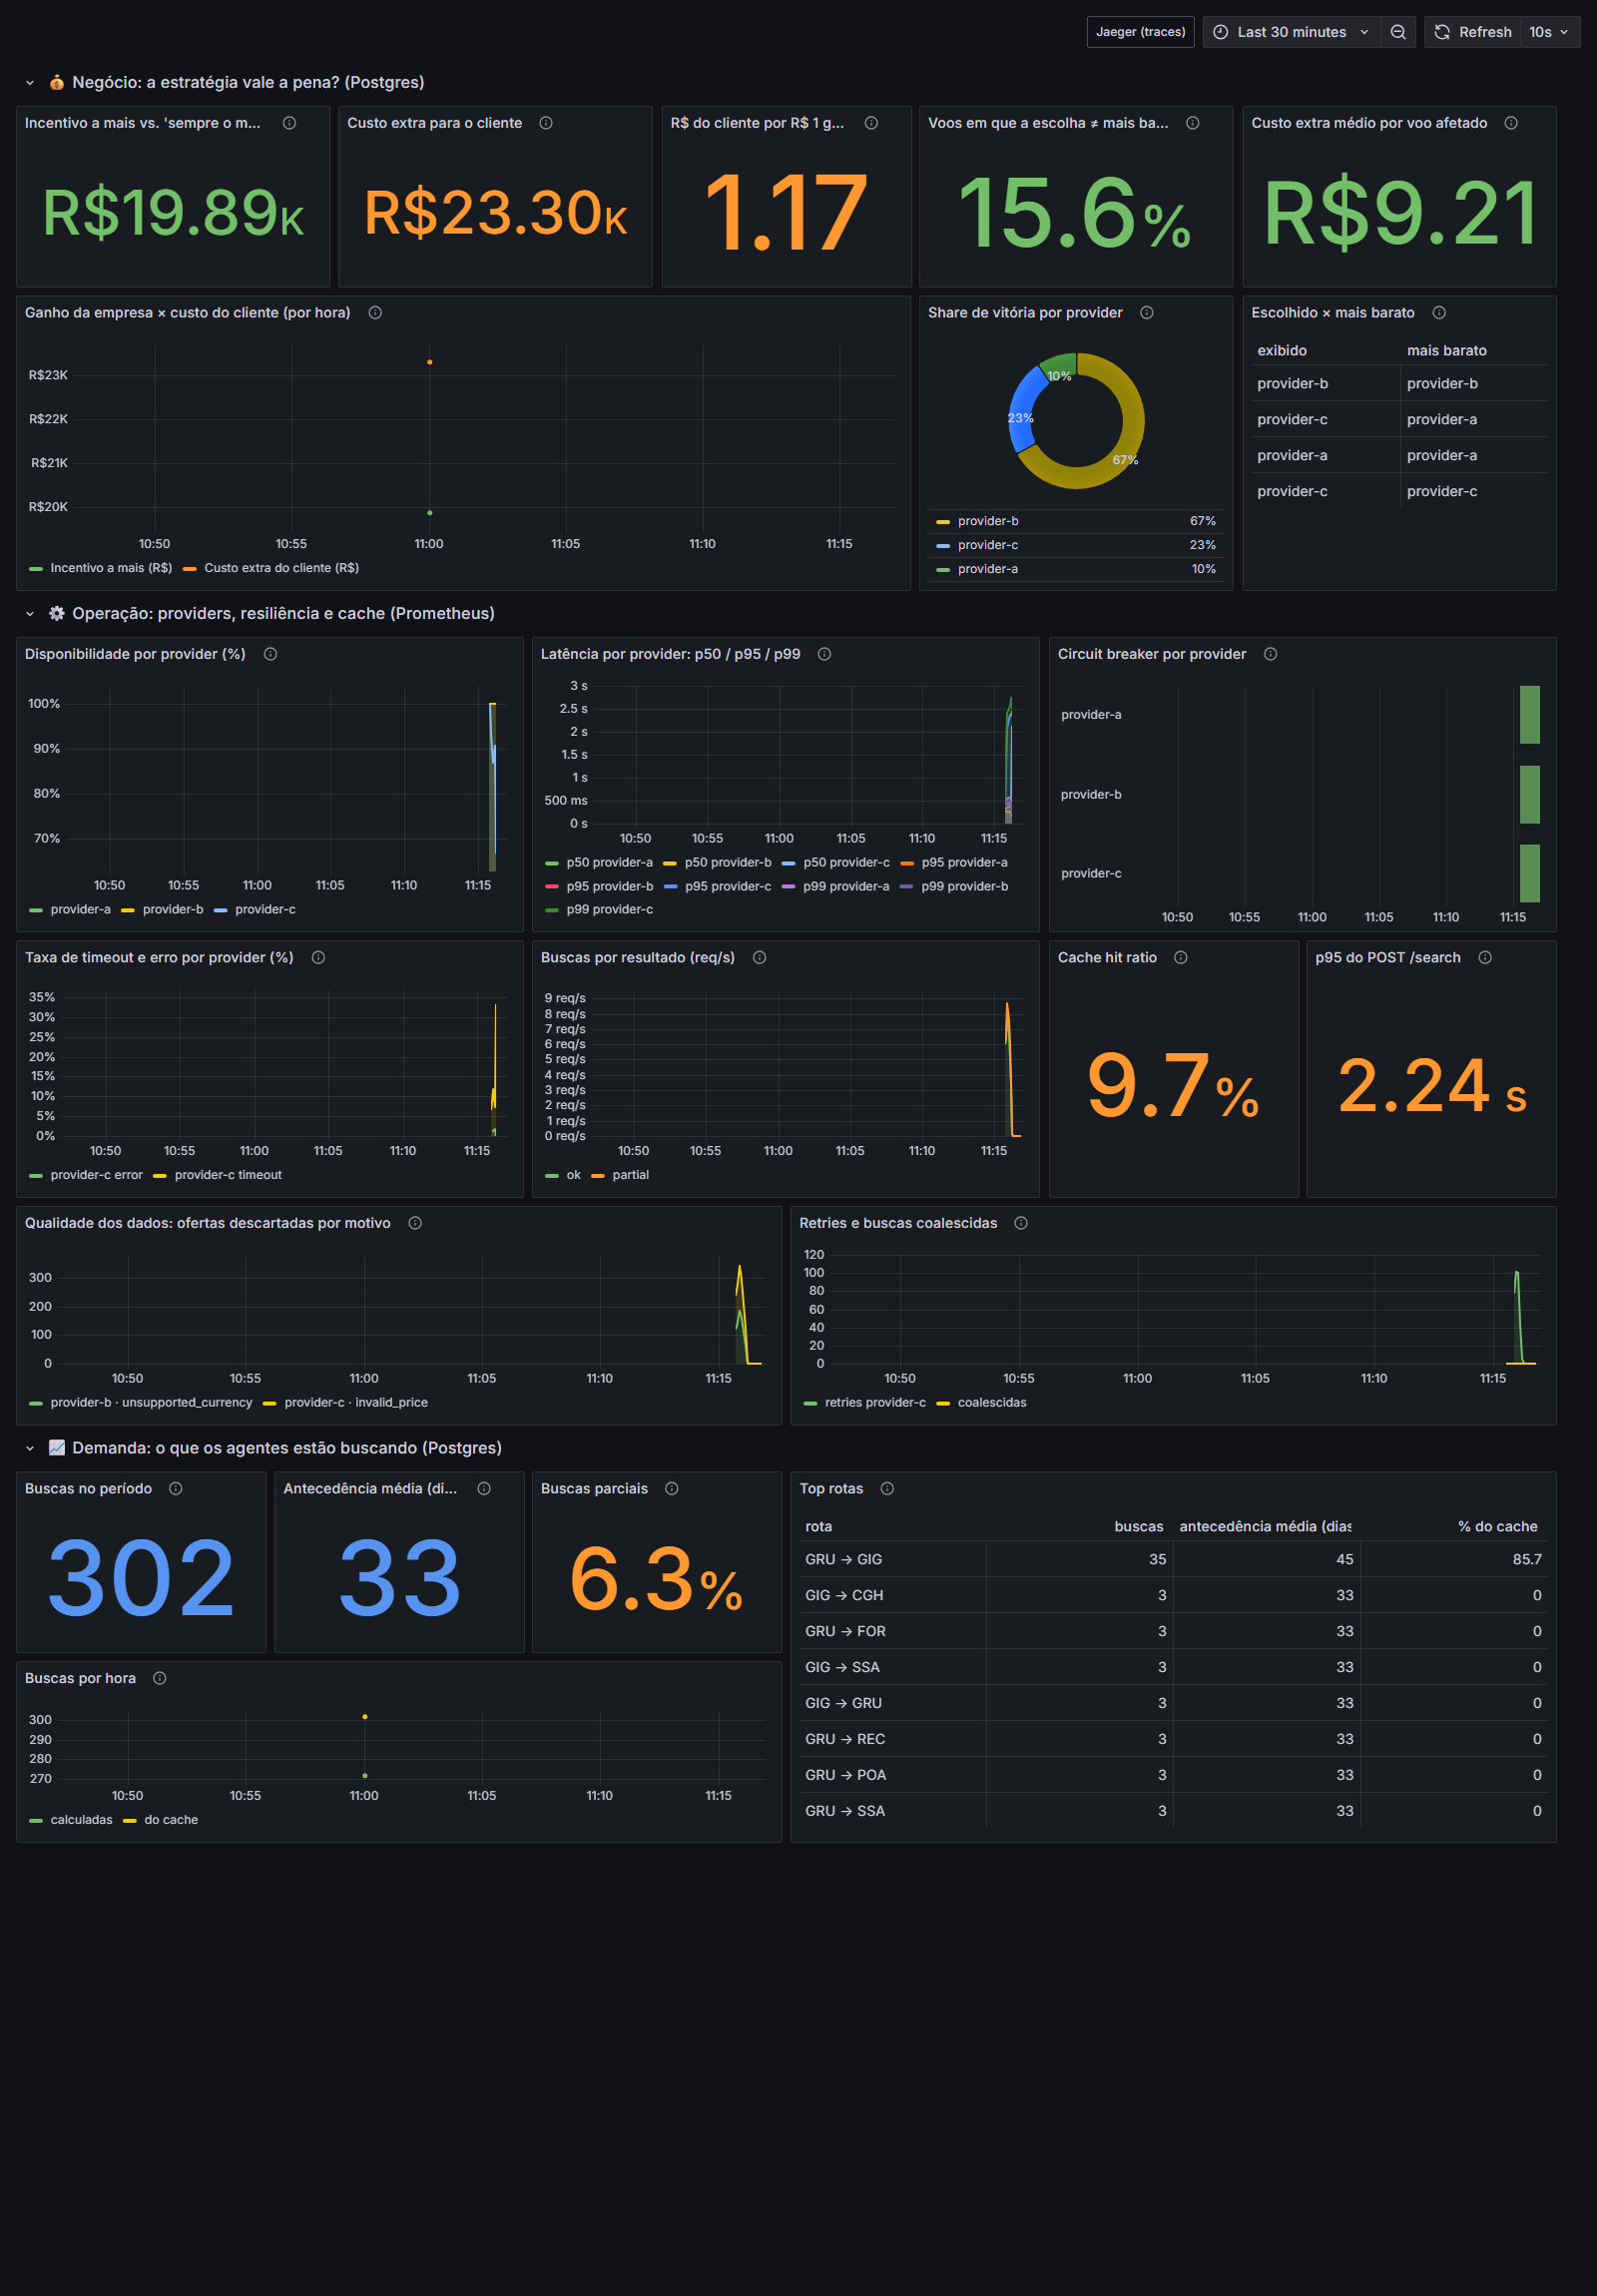 Jaeger (traces) Last 30 minutes Refresh 10s
💰 Negócio: a estratégia vale a pena? (Postgres)
Incentivo a mais vs. 'sempre o m...
R$19.89K
Custo extra para o cliente
R$23.30K
R$ do cliente por R$ 1 g...
1.17
Voos em que a escolha ≠ mais ba...
15.6%
Custo extra médio por voo afetado
R$9.21
Ganho da empresa × custo do cliente (por hora)
R$23K
R$22K
R$21K
R$20K
10:50 10:55 11:00 11:05 11:10 11:15
Incentivo a mais (R$) Custo extra do cliente (R$)
Share de vitória por provider
10%
23%
67%
provider-b 67%
provider-c 23%
provider-a 10%
Escolhido × mais barato
exibido mais barato
provider-b provider-b
provider-c provider-a
provider-a provider-a
provider-c provider-c
⚙ Operação: providers, resiliência e cache (Prometheus)
Disponibilidade por provider (%)
100%
90%
80%
70%
10:50 10:55 11:00 11:05 11:10 11:15
provider-a provider-b provider-c
Latência por provider: p50 / p95 / p99
3 s
2.5 s
2 s
1.5 s
1 s
500 ms
0 s
10:50 10:55 11:00 11:05 11:10 11:15
p50 provider-a p50 provider-b p50 provider-c p95 provider-a
p95 provider-b p95 provider-c p99 provider-a p99 provider-b
p99 provider-c
Circuit breaker por provider
provider-a
provider-b
provider-c
10:50 10:55 11:00 11:05 11:10 11:15
Taxa de timeout e erro por provider (%)
35%
30%
25%
20%
15%
10%
5%
0%
10:50 10:55 11:00 11:05 11:10 11:15
provider-c error provider-c timeout
Buscas por resultado (req/s)
9 req/s
8 req/s
7 req/s
6 req/s
5 req/s
4 req/s
3 req/s
2 req/s
1 req/s
0 req/s
10:50 10:55 11:00 11:05 11:10 11:15
ok partial
Cache hit ratio
9.7%
p95 do POST /search
2.24 s
Qualidade dos dados: ofertas descartadas por motivo
300
200
100
0
10:50 10:55 11:00 11:05 11:10 11:15
provider-b · unsupported_currency provider-c · invalid_price
Retries e buscas coalescidas
120
100
80
60
40
20
0
10:50 10:55 11:00 11:05 11:10 11:15
retries provider-c coalescidas
📈 Demanda: o que os agentes estão buscando (Postgres)
Buscas no período
302
Antecedência média (di...
33
Buscas parciais
6.3%
Buscas por hora
300
290
280
270
10:50 10:55 11:00 11:05 11:10 11:15
calculadas do cache
Top rotas
rota buscas antecedência média (dias % do cache
GRU → GIG 35 45 85.7
GIG → CGH 3 33 0
GRU → FOR 3 33 0
GIG → SSA 3 33 0
GIG → GRU 3 33 0
GRU → REC 3 33 0
GRU → POA 3 33 0
GRU → SSA 3 33 0